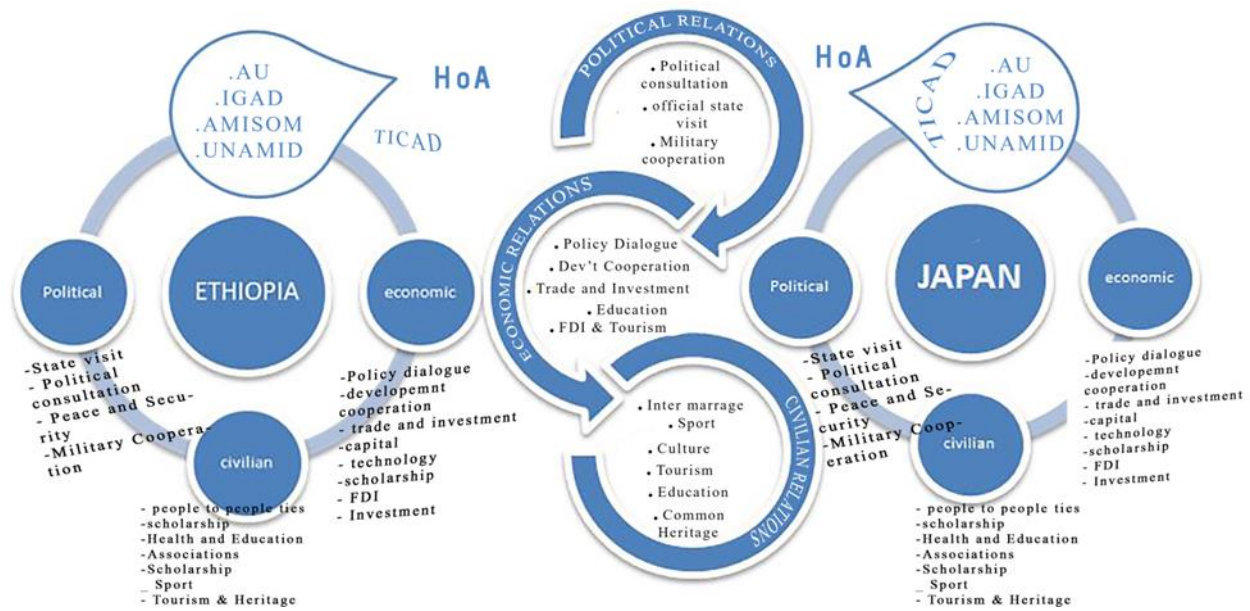 .AU
.IGAD
.AMISOM
.UNAMID
HoA
TICAD
Political
ETHIOPIA
economic
civilian
-State visit
- Political
consultation
- Peace and Secu-
rity
-Military Coopera-
tion
-Policy dialogue
-developemnt
cooperation
- trade and investment
-capital
- technology
-scholarship
- FDI
- Investment
- people to people ties
-scholarship
-Health and Education
-Associations
-Scholarship
_ Sport
- Tourism & Heritage
POLITICAL RELATIONS
• Political
consultation
• official state
visit
• Military
cooperation
ECONOMIC RELATIONS
• Policy Dialogue
• Dev't Cooperation
• Trade and Investment
• Education
• FDI & Tourism
CIVILIAN RELATIONS
• Inter marrage
• Sport
• Culture
• Tourism
• Education
• Common
Heritage
HoA
TICAD
.AU
.IGAD
.AMISOM
.UNAMID
Political
JAPAN
economic
civilian
-State visit
- Political
consultation
- Peace and Se-
curity
-Military Coop-
eration
-Policy dialogue
-developemnt
cooperation
- trade and investment
-capital
- technology
-scholarship
- FDI
- Investment
- people to people ties
-scholarship
-Health and Education
-Associations
-Scholarship
_ Sport
- Tourism & Heritage